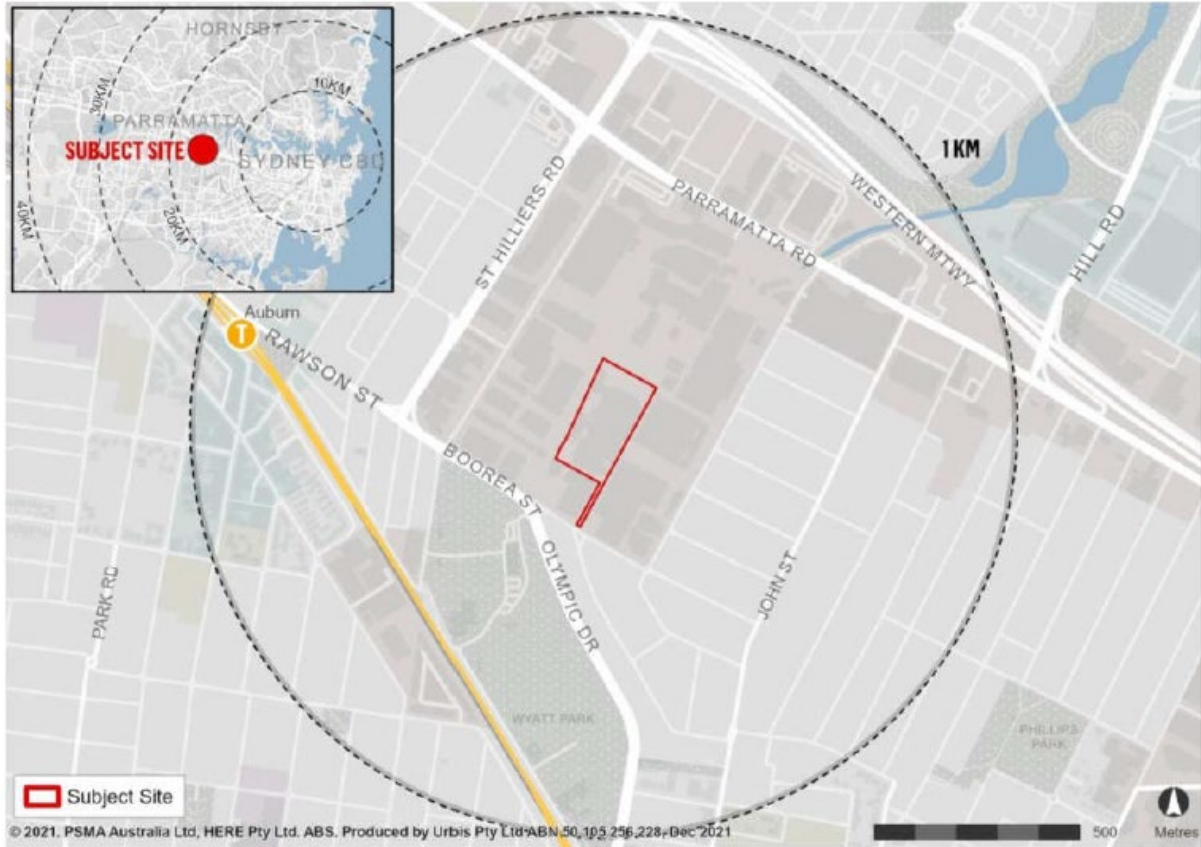 HORNSBY
10KM
30KM
PARRAMATTA
SUBJECT SITE
SYDNEY CBD
20KM
40KM
1 KM
ST HILLIERS RD
PARRAMATTA RD
WESTERN MTWY
HILL RD
Auburn
T
RAWSON ST
BOOREA ST
OLYMPIC DR
JOHN ST
PARK RD
WYATT PARK
PHILLIPS
PARK
Subject Site
© 2021. PSMA Australia Ltd, HERE Pty Ltd. ABS. Produced by Urbis Pty Ltd ABN 50 105 256 228, Dec 2021
500
Metres